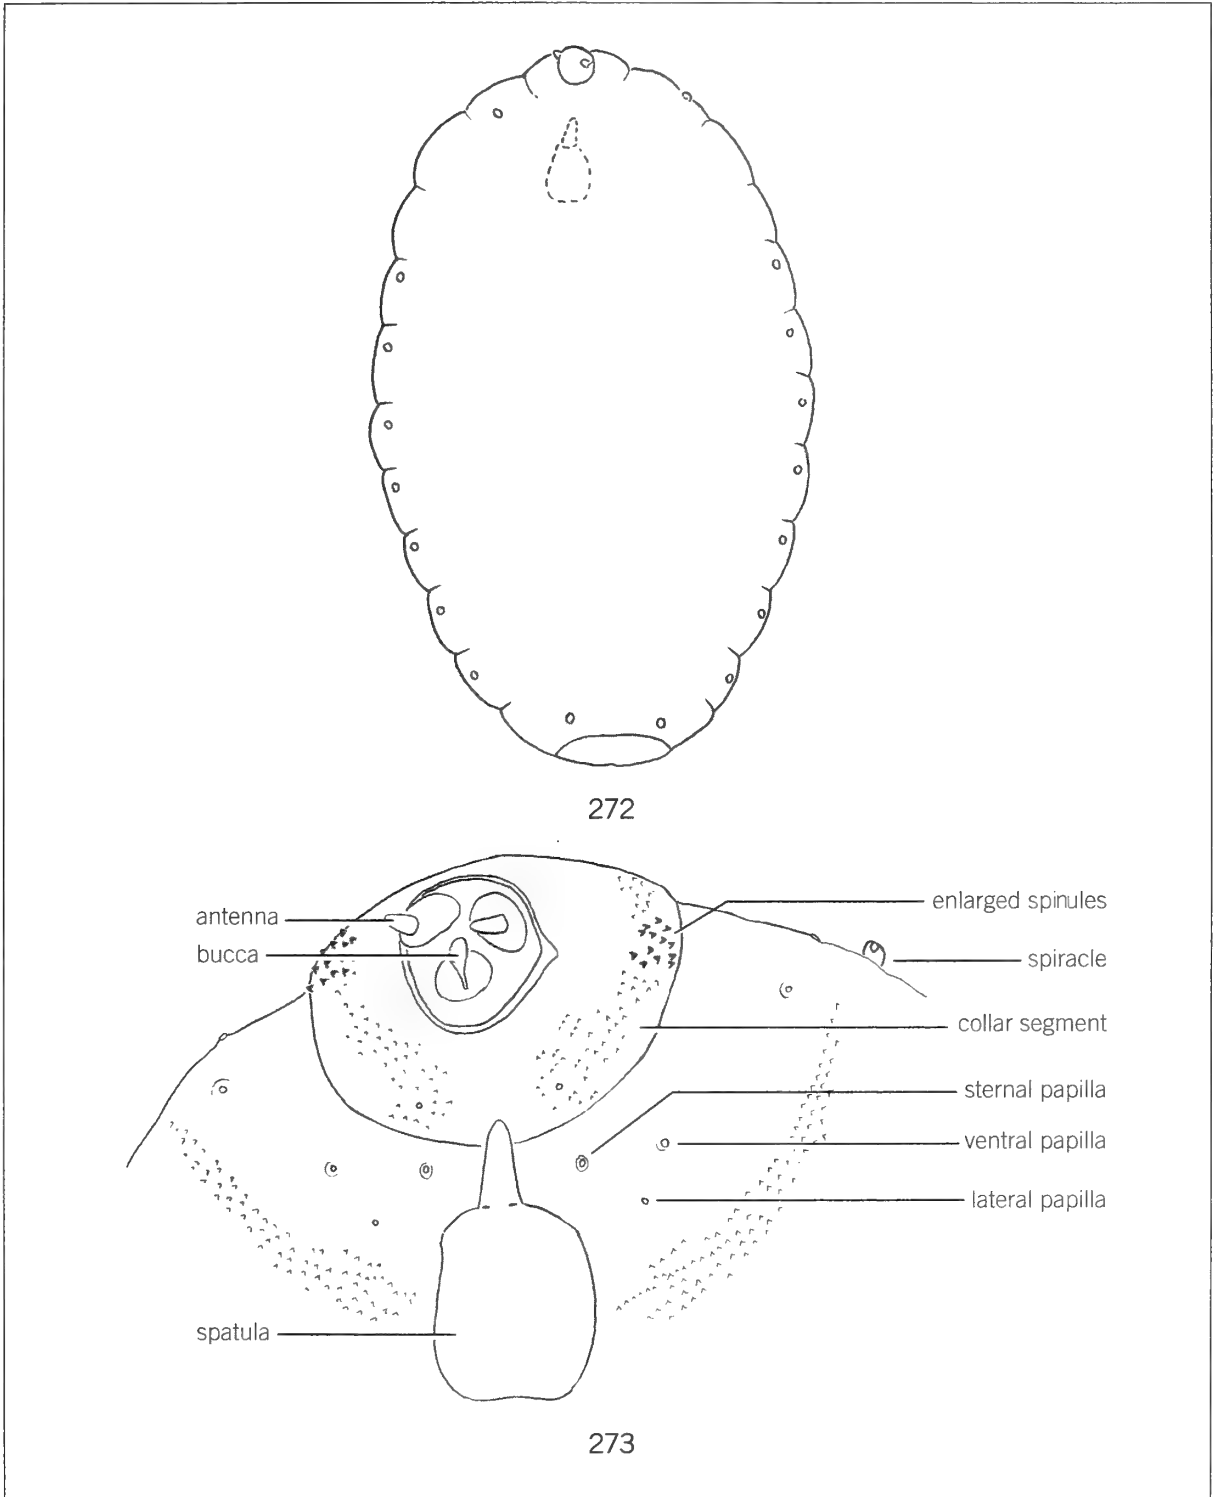 272
antenna
bucca
enlarged spinules
spiracle
collar segment
sternal papilla
ventral papilla
lateral papilla
spatula
273